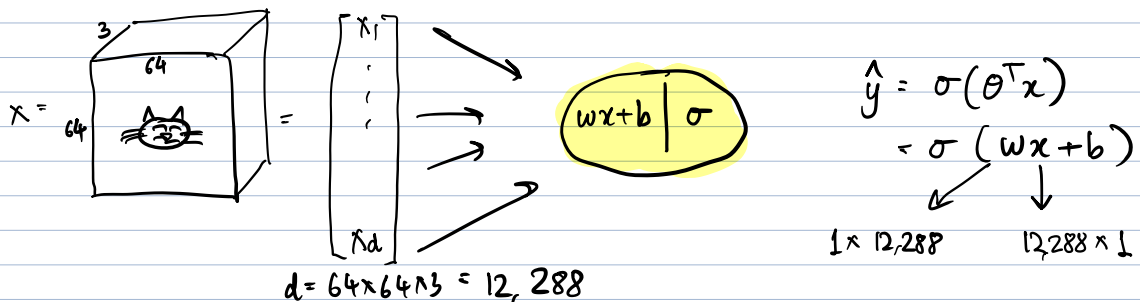 3
64
x =
64
=
x₁
xd
d = 64×64×3 = 12,288
wx+b | σ
ŷ = σ(θᵀx)
= σ(wx+b)
1 × 12,288
12,288 × 1